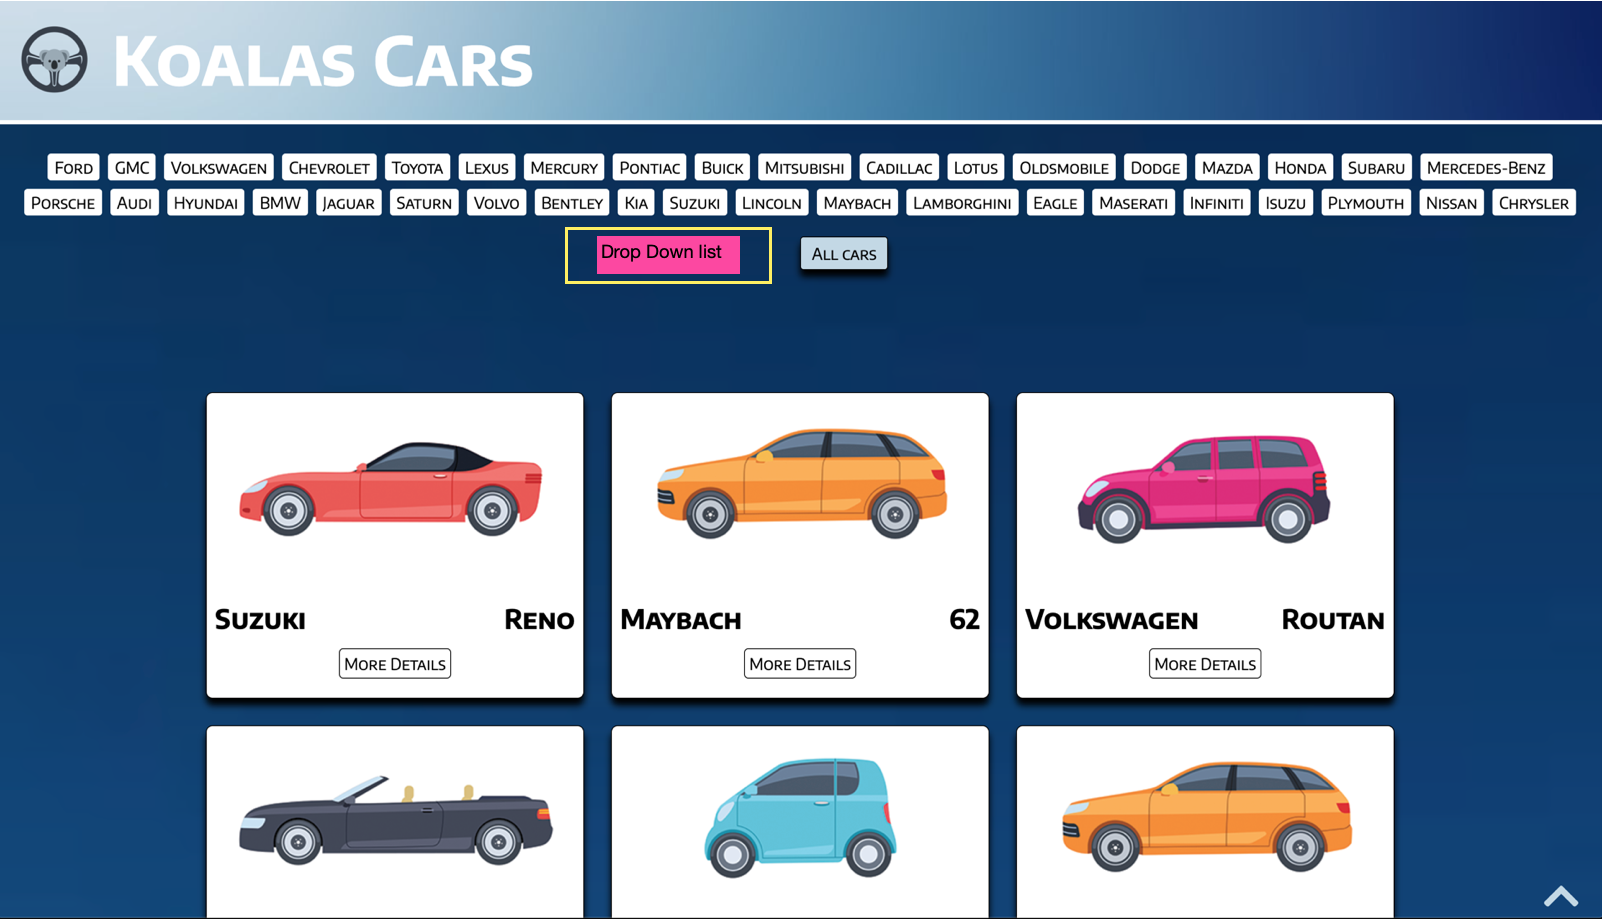 Koalas Cars
Ford GMC Volkswagen Chevrolet Toyota Lexus Mercury Pontiac Buick Mitsubishi Cadillac Lotus Oldsmobile Dodge Mazda Honda Subaru Mercedes-Benz
Porsche Audi Hyundai BMW Jaguar Saturn Volvo Bentley Kia Suzuki Lincoln Maybach Lamborghini Eagle Maserati Infiniti Isuzu Plymouth Nissan Chrysler
Drop Down list All cars
Suzuki Reno Maybach 62 Volkswagen Routan
More Details More Details More Details